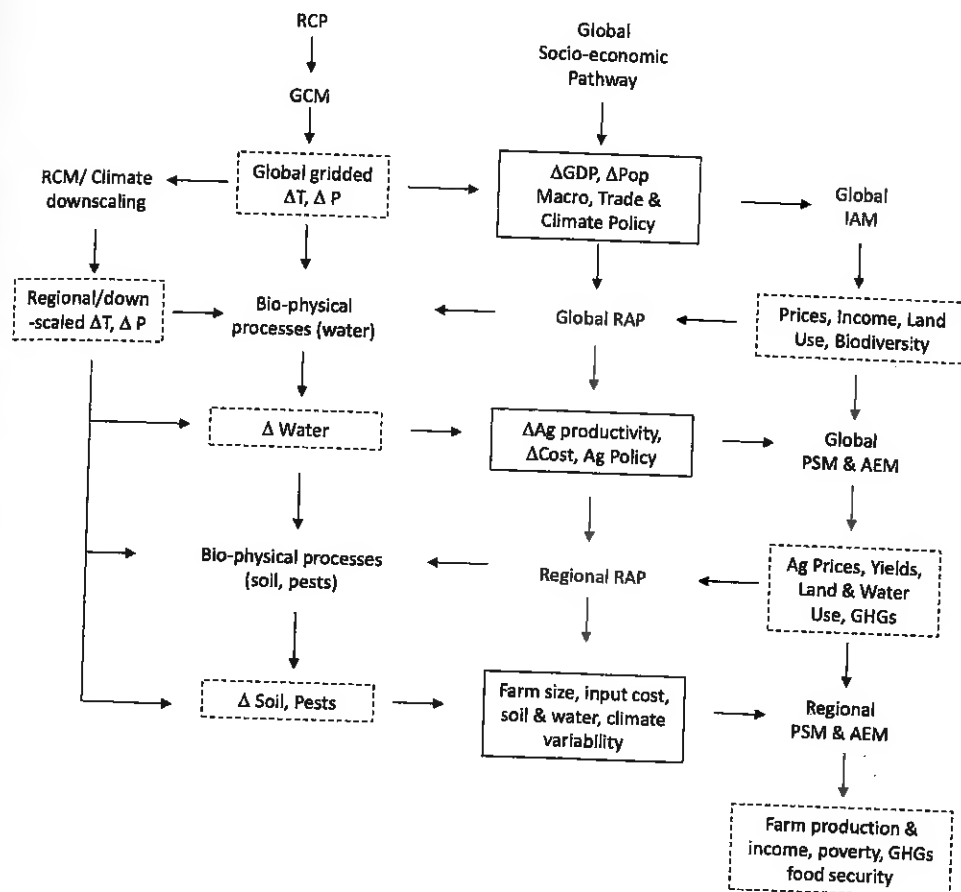 RCP
Global
Socio-economic
Pathway
GCM
RCM/ Climate
downscaling
Global gridded
ΔT, Δ P
ΔGDP, ΔPop
Macro, Trade &
Climate Policy
Global
IAM
Regional/down
-scaled ΔT, Δ P
Bio-physical
processes (water)
Global RAP
Prices, Income, Land
Use, Biodiversity
Δ Water
ΔAg productivity,
ΔCost, Ag Policy
Global
PSM & AEM
Bio-physical processes
(soil, pests)
Regional RAP
Ag Prices, Yields,
Land & Water
Use, GHGs
Δ Soil, Pests
Farm size, input cost,
soil & water, climate
variability
Regional
PSM & AEM
Farm production &
income, poverty, GHGs
food security